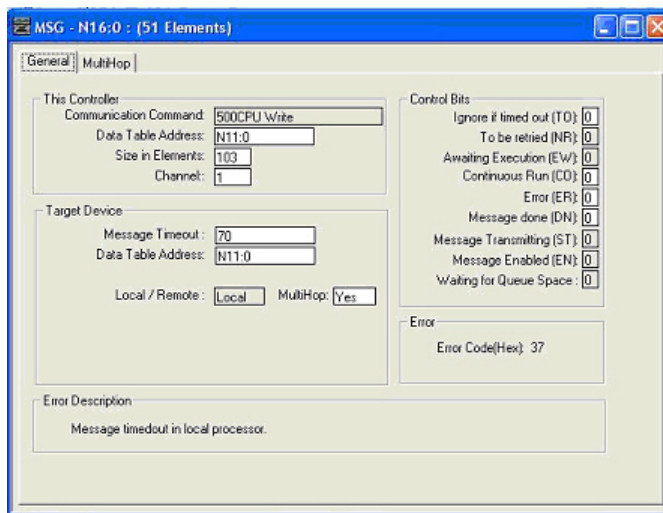 MSG - N16:0 : (51 Elements)
General MultiHop
This Controller
Communication Command: 500CPU Write
Data Table Address: N11:0
Size in Elements: 103
Channel: 1
Target Device
Message Timeout : 70
Data Table Address: N11:0
Local / Remote : Local MultiHop: Yes
Control Bits
Ignore if timed out (TO): 0
To be retried (NR): 0
Awaiting Execution (EW): 0
Continuous Run (CO): 0
Error (ER): 0
Message done (DN): 0
Message Transmitting (ST): 0
Message Enabled (EN): 0
Waiting for Queue Space : 0
Error
Error Code(Hex): 37
Error Description
Message timedout in local processor.